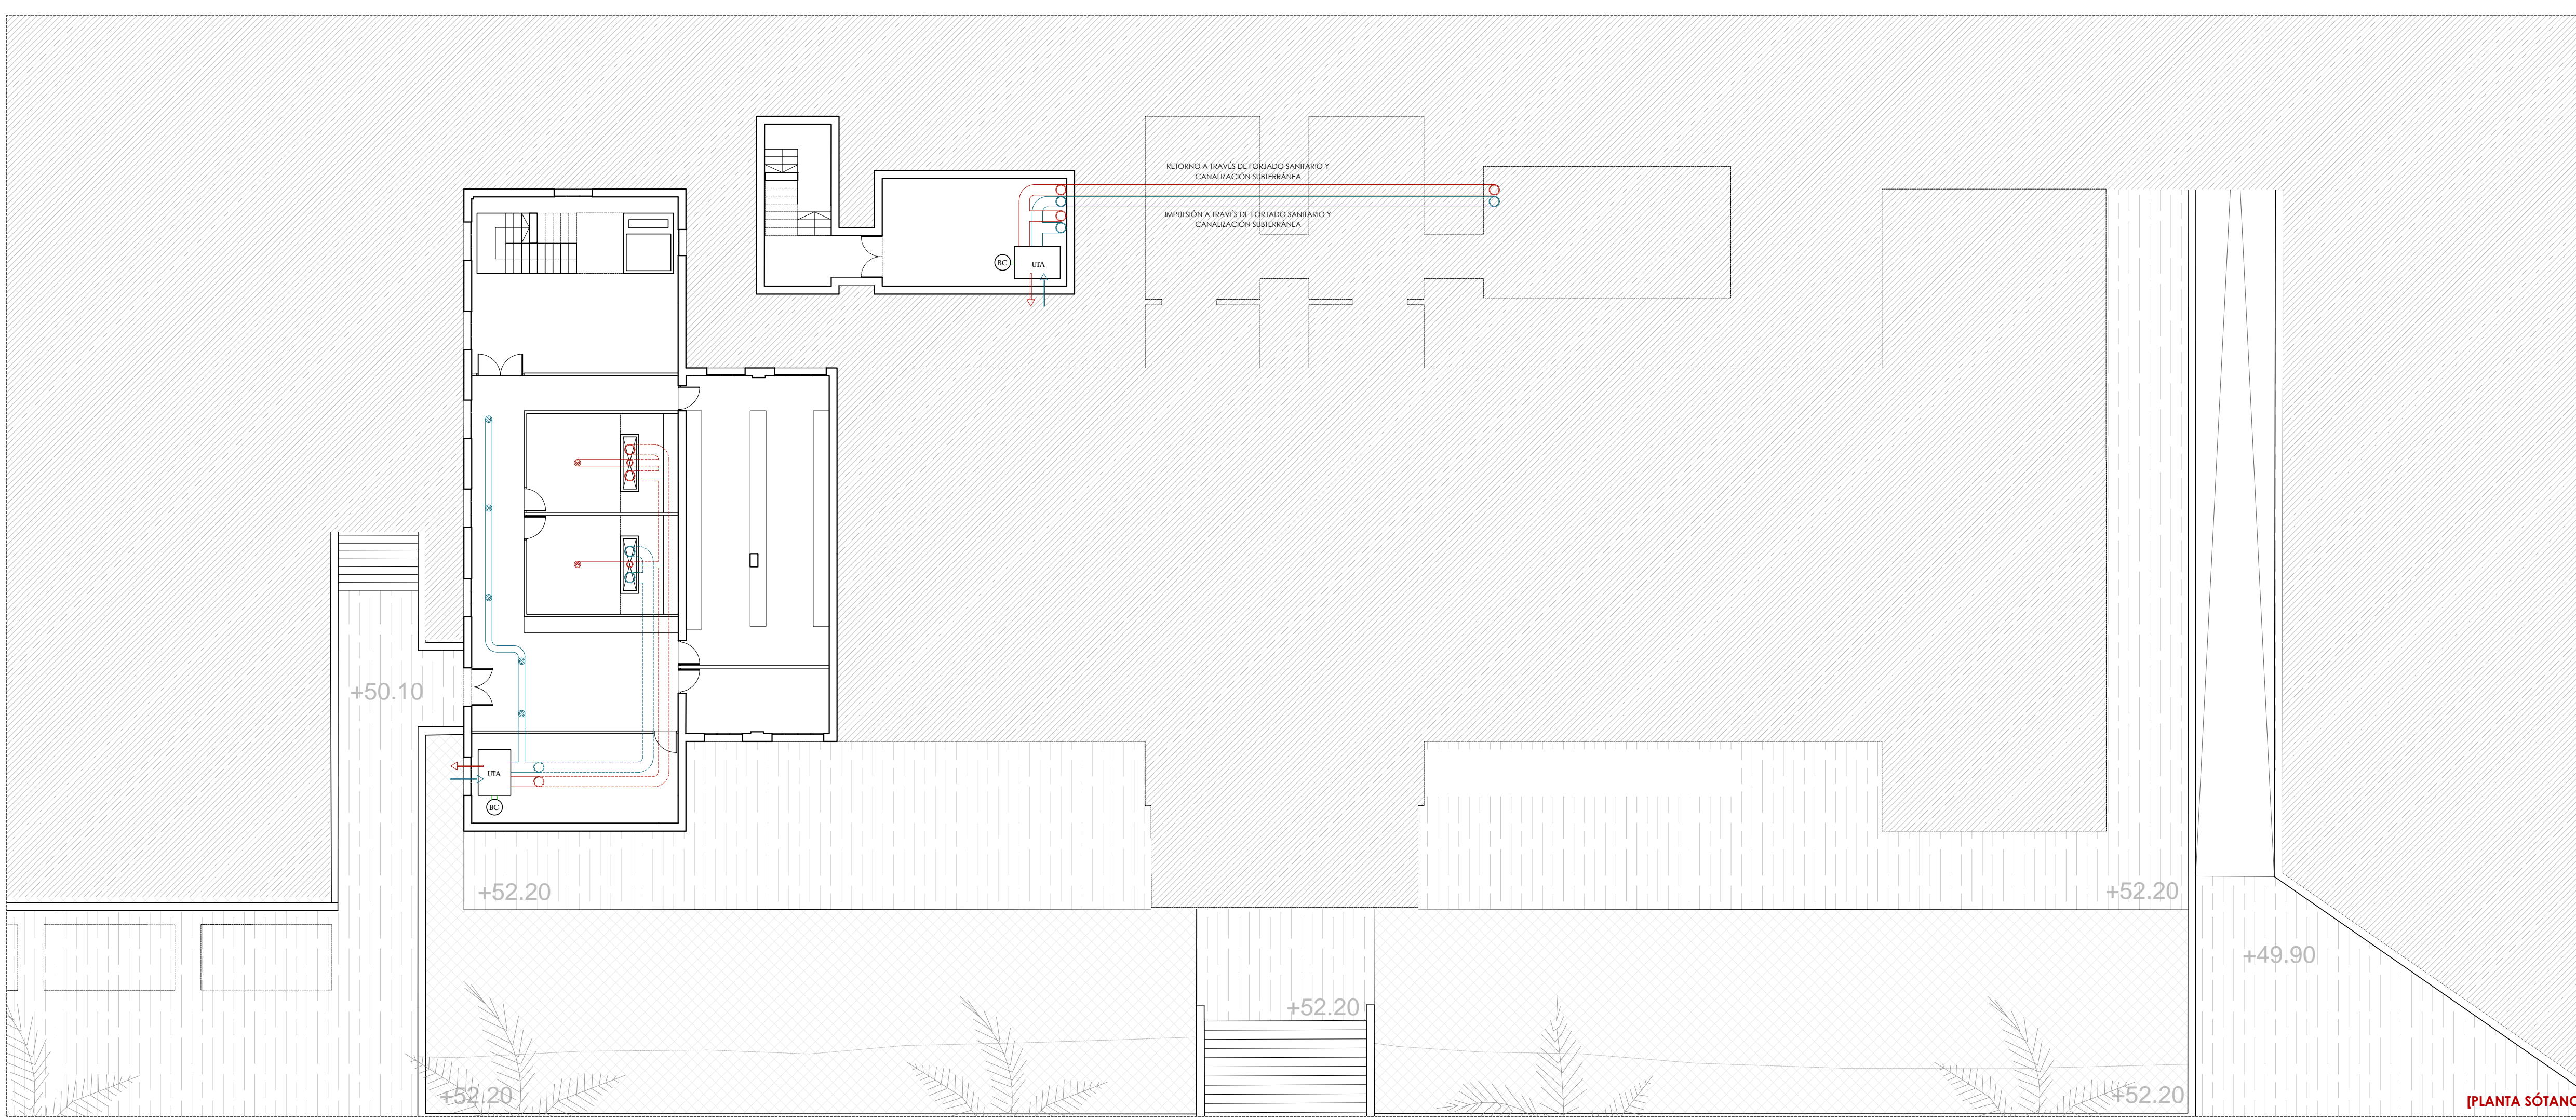 RETORNO A TRAVÉS DE FORJADO SANITARIO Y
CANALIZACIÓN SUBTERRÁNEA
IMPULSIÓN A TRAVÉS DE FORJADO SANITARIO Y
CANALIZACIÓN SUBTERRÁNEA
BC
UTA
+50.10
UTA
BC
+52.20
+52.20
+49.90
+52.20
+52.20
+52.20
[PLANTA SÓTANO